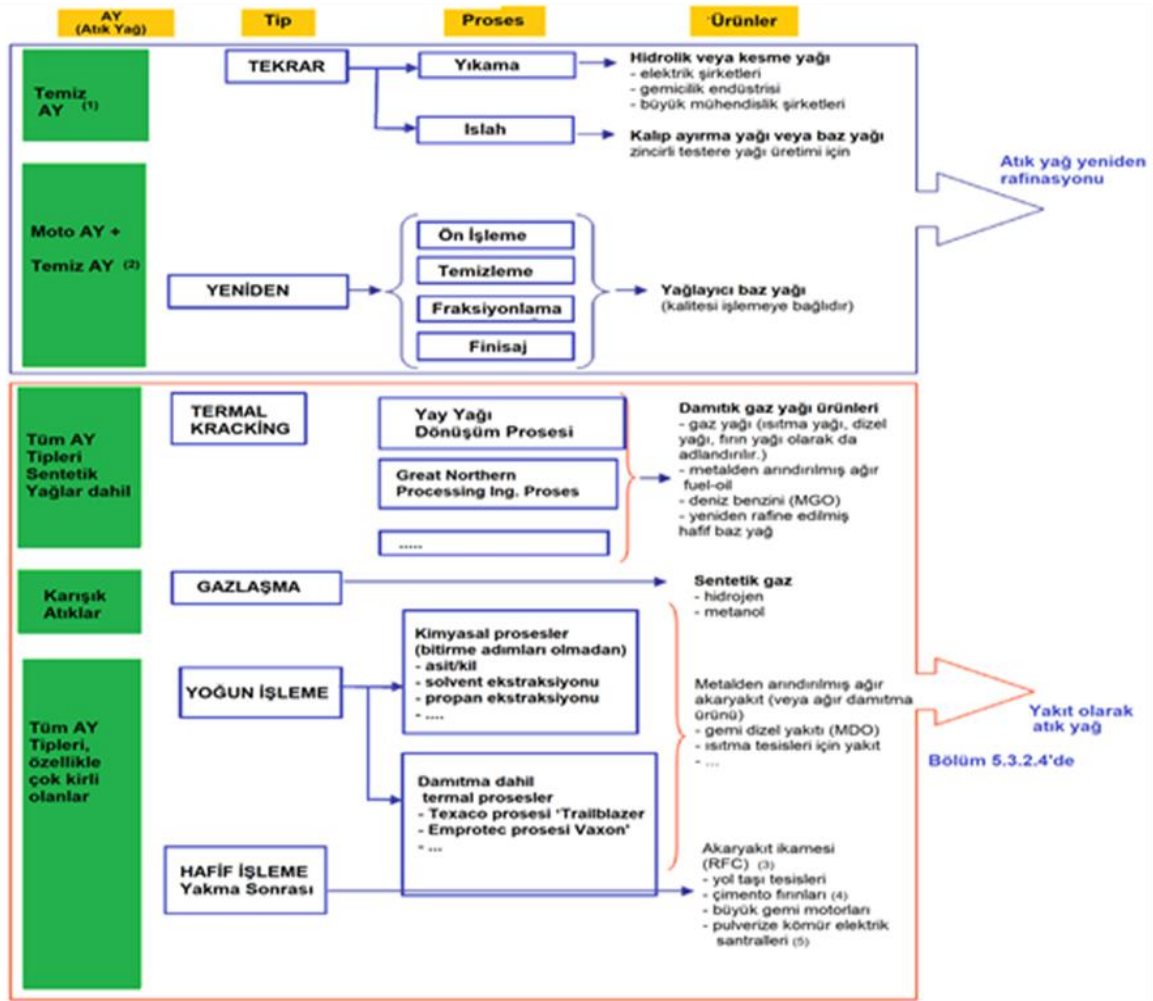 AY
(Atık Yağ)
Tip
Proses
Ürünler
Temiz
AY (1)
TEKRAR
Yıkama
Hidrolik veya kesme yağı
- elektrik şirketleri
- gemicilik endüstrisi
- büyük mühendislik şirketleri
Islah
Kalıp ayırma yağı veya baz yağı
zincirli testere yağı üretimi için
Atık yağ yeniden
rafinasyonu
Moto AY +
Temiz AY (2)
YENİDEN
Ön İşleme
Temizleme
Fraksiyonlama
Finisaj
Yağlayıcı baz yağı
(kalitesi işlemeye bağlıdır)
Tüm AY
Tipleri
Sentetik
Yağlar dahil
TERMAL
KRACKİNG
Yay Yağı
Dönüşüm Prosesi
Great Northern
Processing Ing. Proses
.....
Damıtık gaz yağı ürünleri
- gaz yağı (ısıtma yağı, dizel
yağı, fırın yağı olarak da
adlandırılır.)
- metalden arındırılmış ağır
fuel-oil
- deniz benzini (MGO)
- yeniden rafine edilmiş
hafif baz yağ
Karışık
Atıklar
GAZLAŞMA
Sentetik gaz
- hidrojen
- metanol
Tüm AY
Tipleri,
özellikle
çok kirli
olanlar
YOĞUN İŞLEME
Kimyasal prosesler
(bitirme adımları olmadan)
- asit/kil
- solvent ekstraksiyonu
- propan ekstraksiyonu
- ....
Damıtma dahil
termal prosesler
- Texaco prosesi ‘Trailblazer
- Emprotec prosesi Vaxon’
- ...
Metalden arındırılmış ağır
akaryakıt (veya ağır damıtma
ürünü)
- gemi dizel yakıtı (MDO)
- ısıtma tesisleri için yakıt
- ...
Yakıt olarak
atık yağ
Bölüm 5.3.2.4'de
HAFİF İŞLEME
Yakma Sonrası
Akaryakıt ikamesi
(RFC) (3)
- yol taşı tesisleri
- çimento fırınları (4)
- büyük gemi motorları
- pulverize kömür elektrik
santralleri (5)